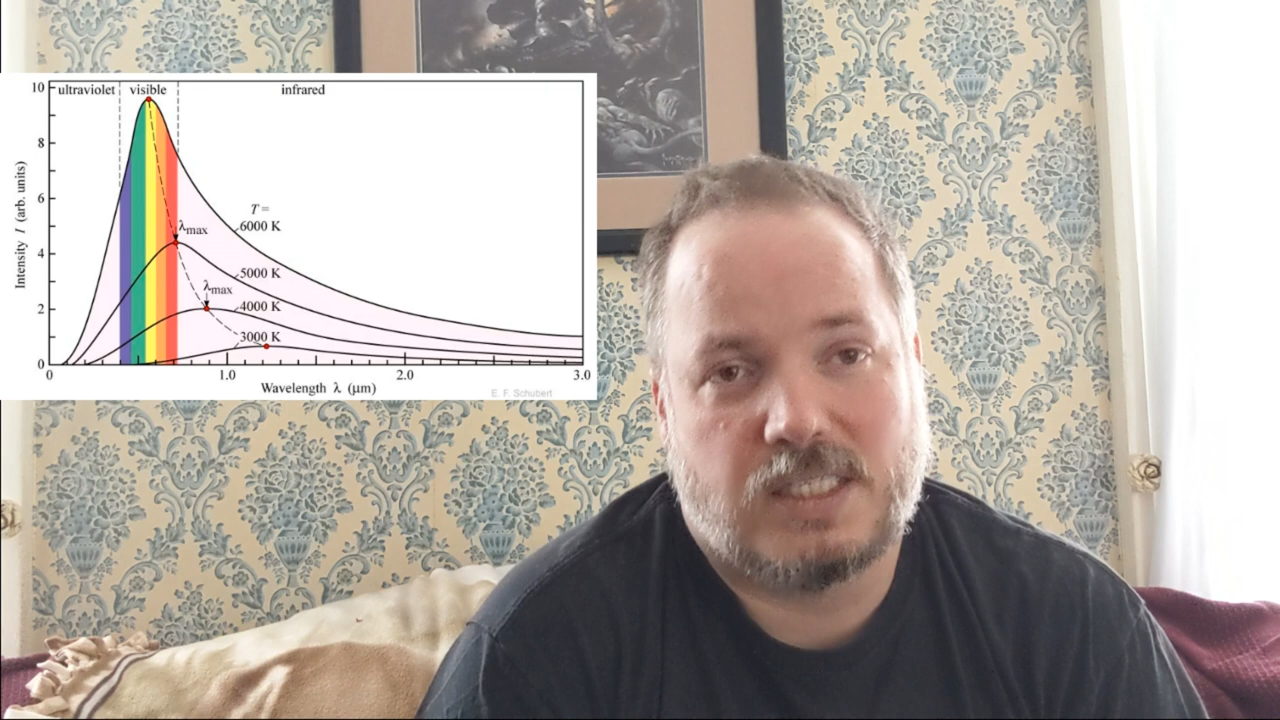 10
ultraviolet visible infrared
8
6
T =
6000 K
λmax
4
5000 K
λmax
4000 K
2
3000 K
0
0 1.0 2.0 3.0
Wavelength λ (μm)
Intensity I (arb. units)
E. F. Schubert